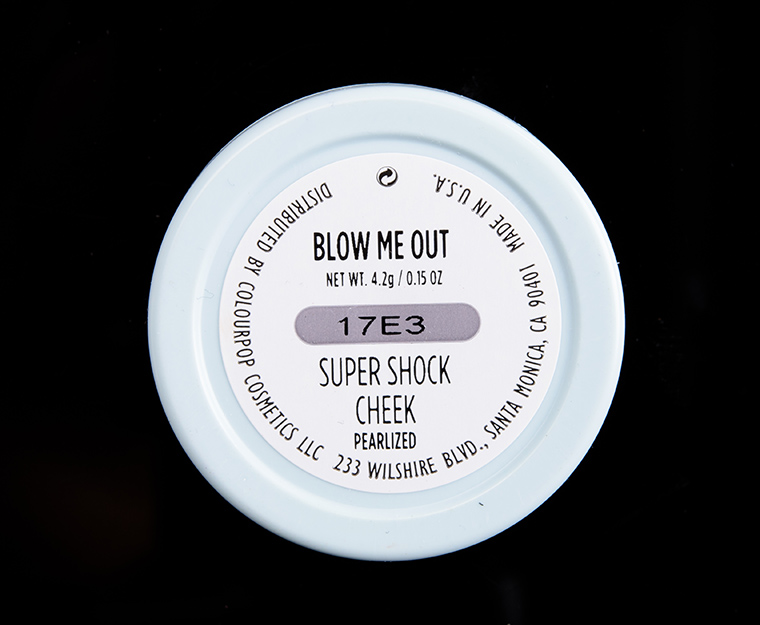 BLOW ME OUT
NET WT. 4.2g / 0.15 OZ
17E3
SUPER SHOCK
CHEEK
PEARLIZED
DISTRIBUTED BY COLOURPOP COSMETICS LLC 233 WILSHIRE BLVD., SANTA MONICA, CA 90401 MADE IN U.S.A.